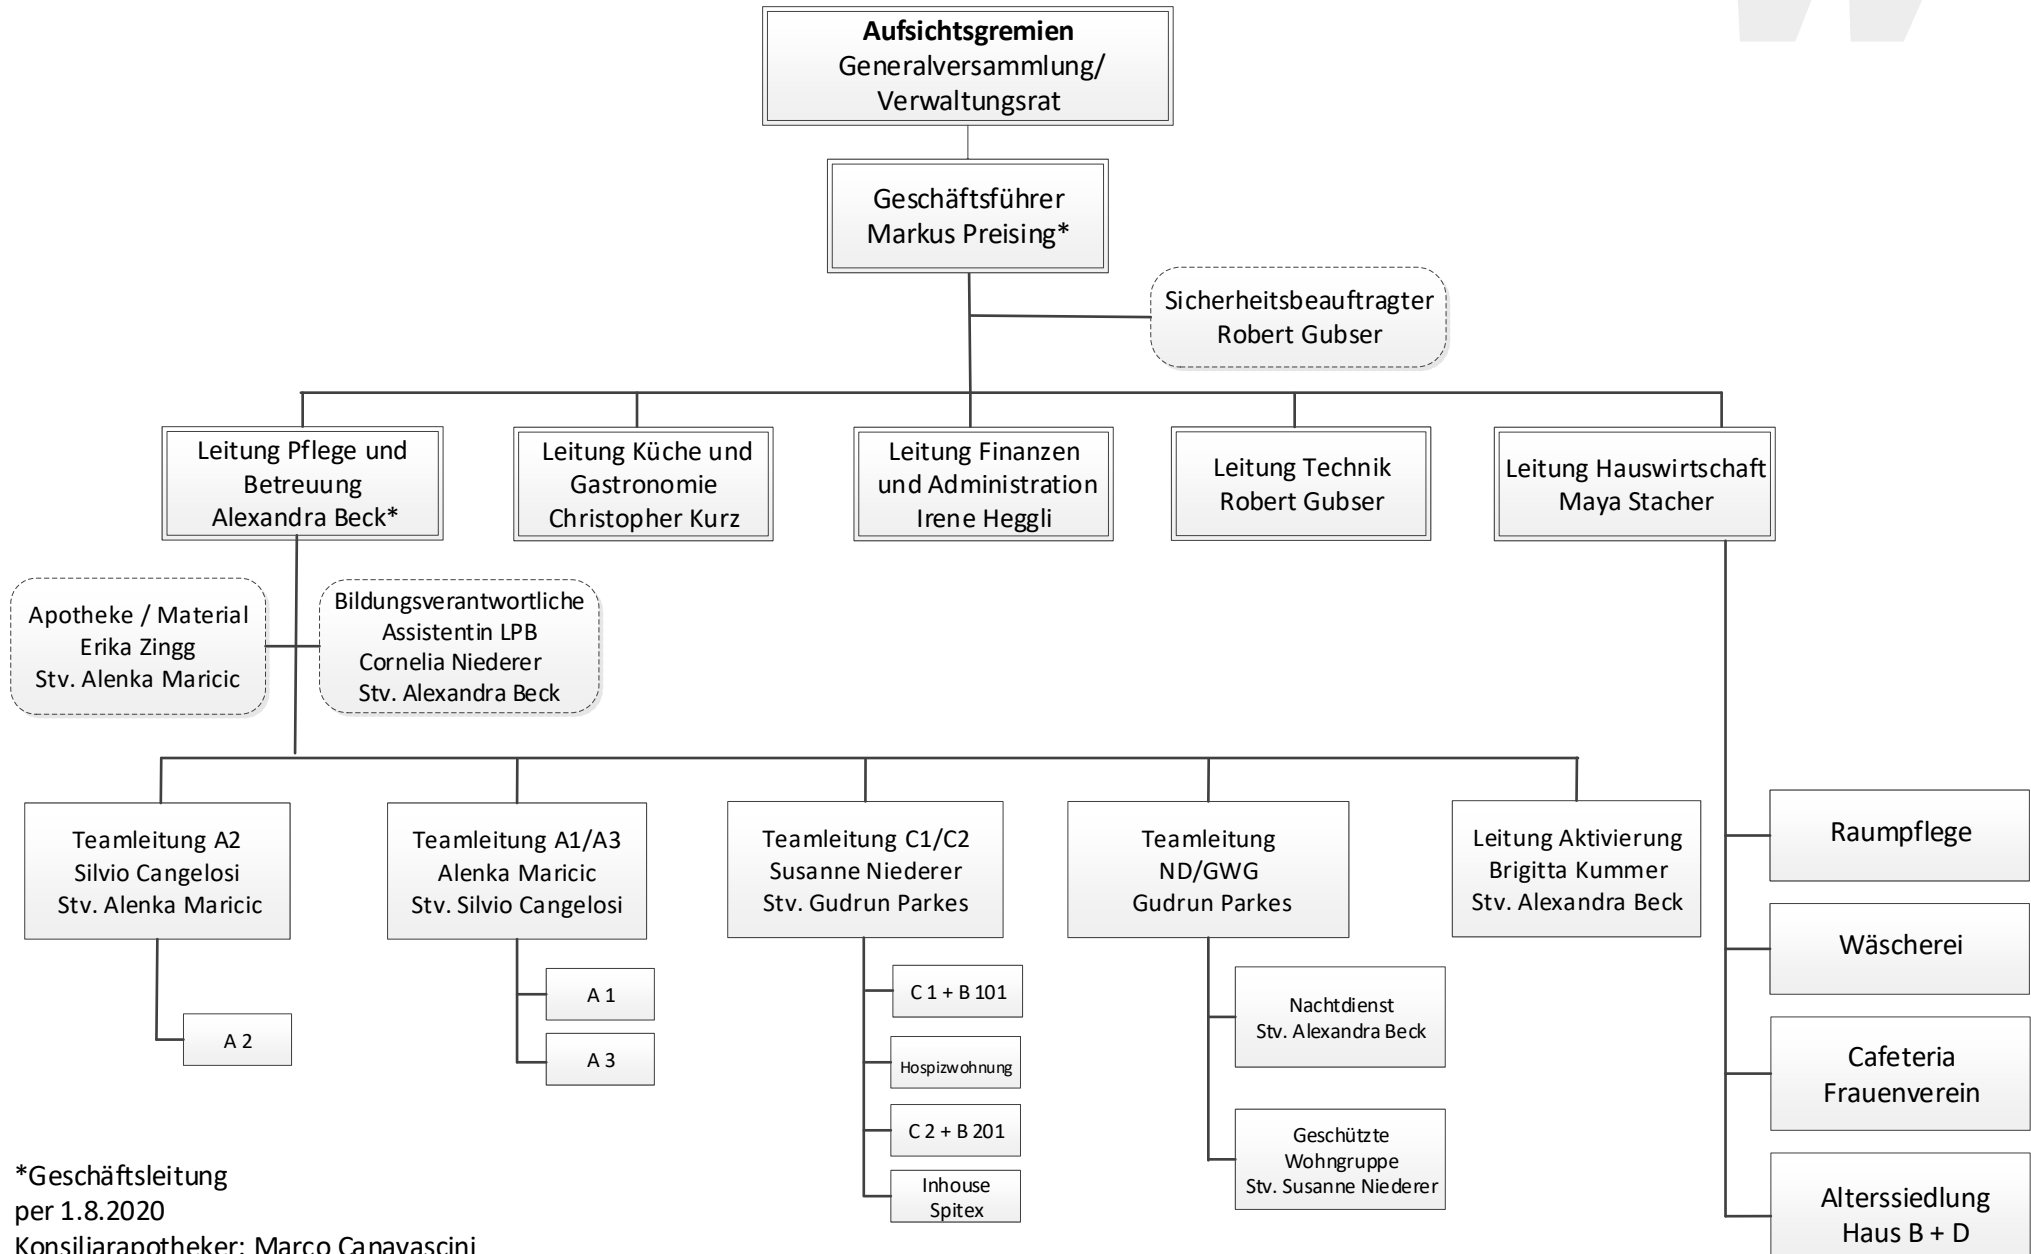 Aufsichtsgremien
Generalversammlung/
Verwaltungsrat
Geschäftsführer
Markus Preising*
Sicherheitsbeauftragter
Robert Gubser
Leitung Pflege und
Betreuung
Alexandra Beck*
Leitung Küche und
Gastronomie
Christopher Kurz
Leitung Finanzen
und Administration
Irene Heggli
Leitung Technik
Robert Gubser
Leitung Hauswirtschaft
Maya Stacher
Apotheke / Material
Erika Zingg
Stv. Alenka Maricic
Bildungsverantwortliche
Assistentin LPB
Cornelia Niederer
Stv. Alexandra Beck
Teamleitung A2
Silvio Cangelosi
Stv. Alenka Maricic
Teamleitung A1/A3
Alenka Maricic
Stv. Silvio Cangelosi
Teamleitung C1/C2
Susanne Niederer
Stv. Gudrun Parkes
Teamleitung
ND/GWG
Gudrun Parkes
Leitung Aktivierung
Brigitta Kummer
Stv. Alexandra Beck
A 2
A 1
A 3
C 1 + B 101
Hospizwohnung
C 2 + B 201
Inhouse
Spitex
Nachtdienst
Stv. Alexandra Beck
Geschützte
Wohngruppe
Stv. Susanne Niederer
Raumpflege
Wäscherei
Cafeteria
Frauenverein
Alterssiedlung
Haus B + D
*Geschäftsleitung
per 1.8.2020
Konsiliarapotheker: Marco Canavascini